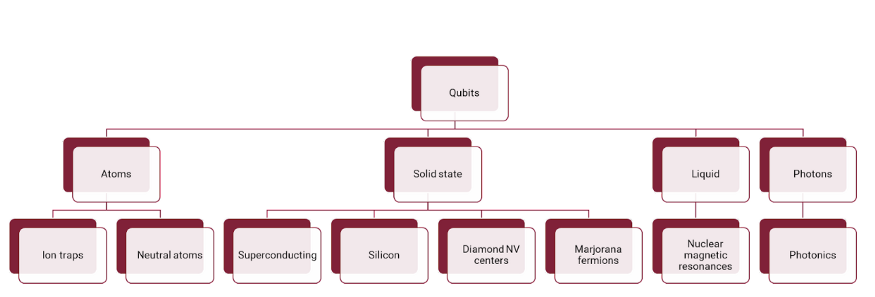 Qubits
Atoms
Solid state
Liquid
Photons
Ion traps
Neutral atoms
Superconducting
Silicon
Diamond NV
centers
Marjorana
fermions
Nuclear
magnetic
resonances
Photonics